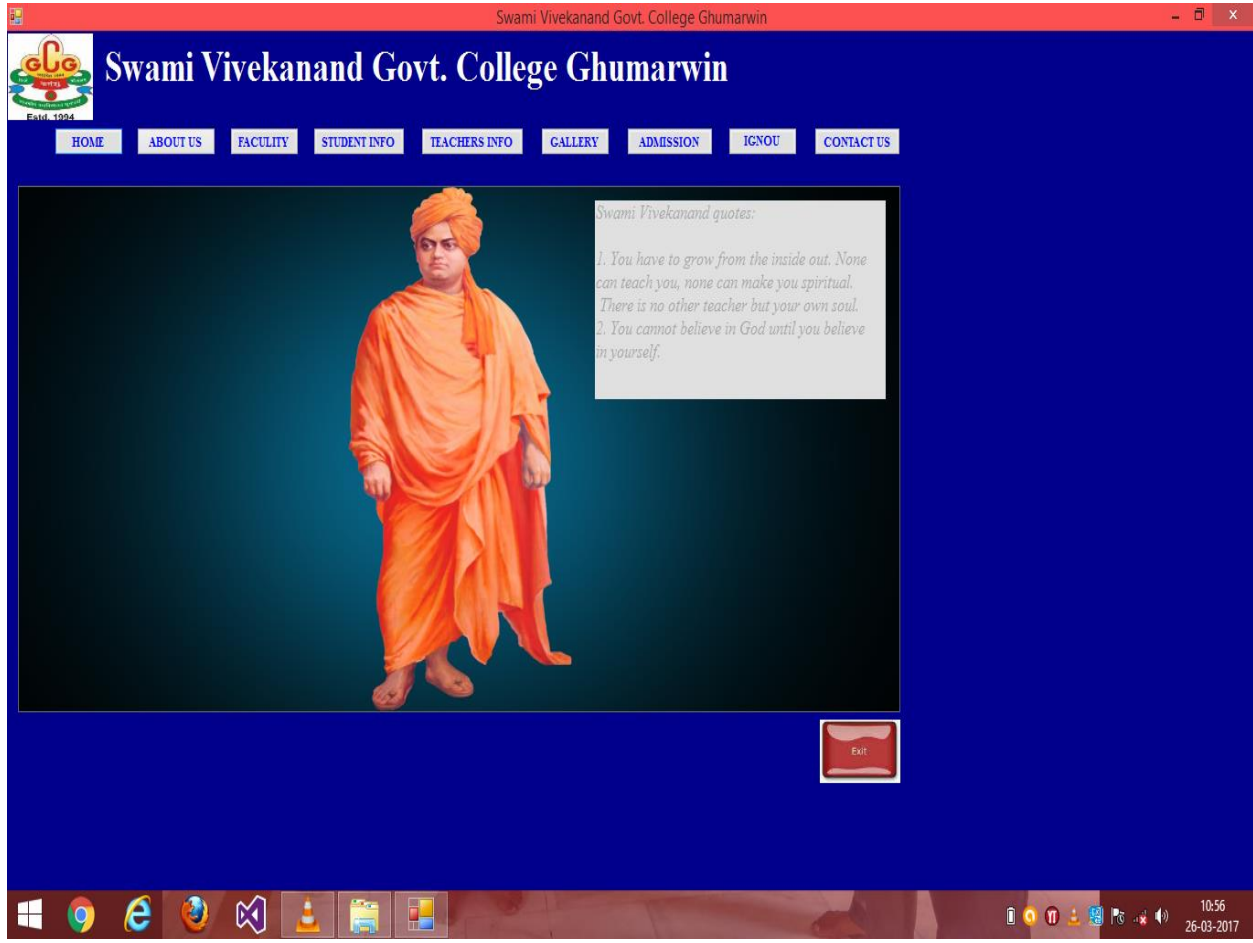 Swami Vivekanand Govt. College Ghumarwin
GCG
Estd. 1994
Swami Vivekanand Govt. College Ghumarwin
HOME ABOUT US FACULITY STUDENT INFO TEACHERS INFO GALLERY ADMISSION IGNOU CONTACT US
Swami Vivekanand quotes:
1. You have to grow from the inside out. None
can teach you, none can make you spiritual.
There is no other teacher but your own soul.
2. You cannot believe in God until you believe
in yourself.
Exit
10:56
26-03-2017